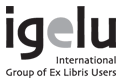 igelu
International
Group of Ex Libris Users